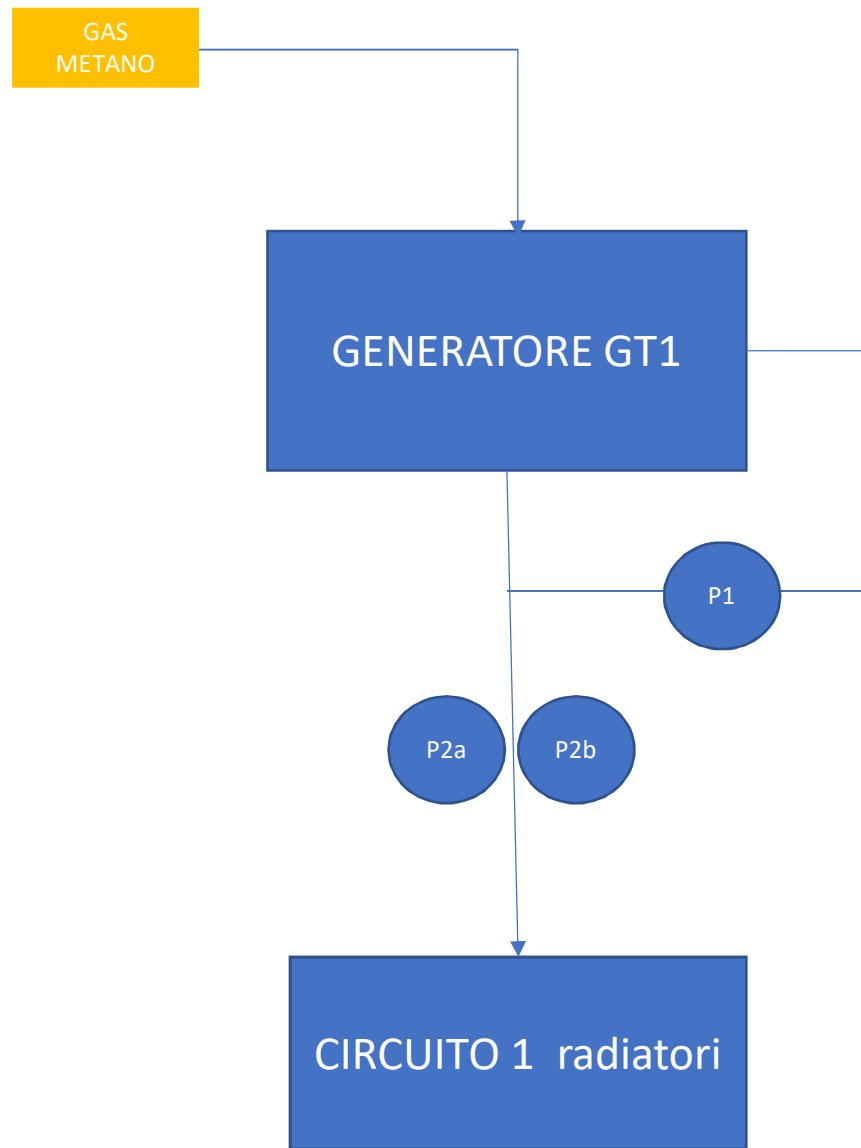 GAS
METANO
GENERATORE GT1
P1
P2a
P2b
CIRCUITO 1  radiatori